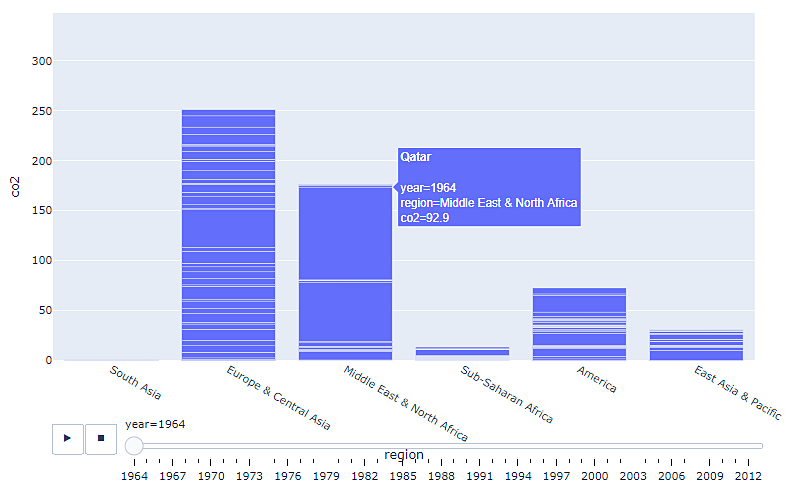 300
250
200
150
100
50
0
co2
Qatar
year=1964
region=Middle East & North Africa
co2=92.9
South Asia
Europe & Central Asia
Middle East & North Africa
Sub-Saharan Africa
America
East Asia & Pacific
year=1964
region
1964 1967 1970 1973 1976 1979 1982 1985 1988 1991 1994 1997 2000 2003 2006 2009 2012